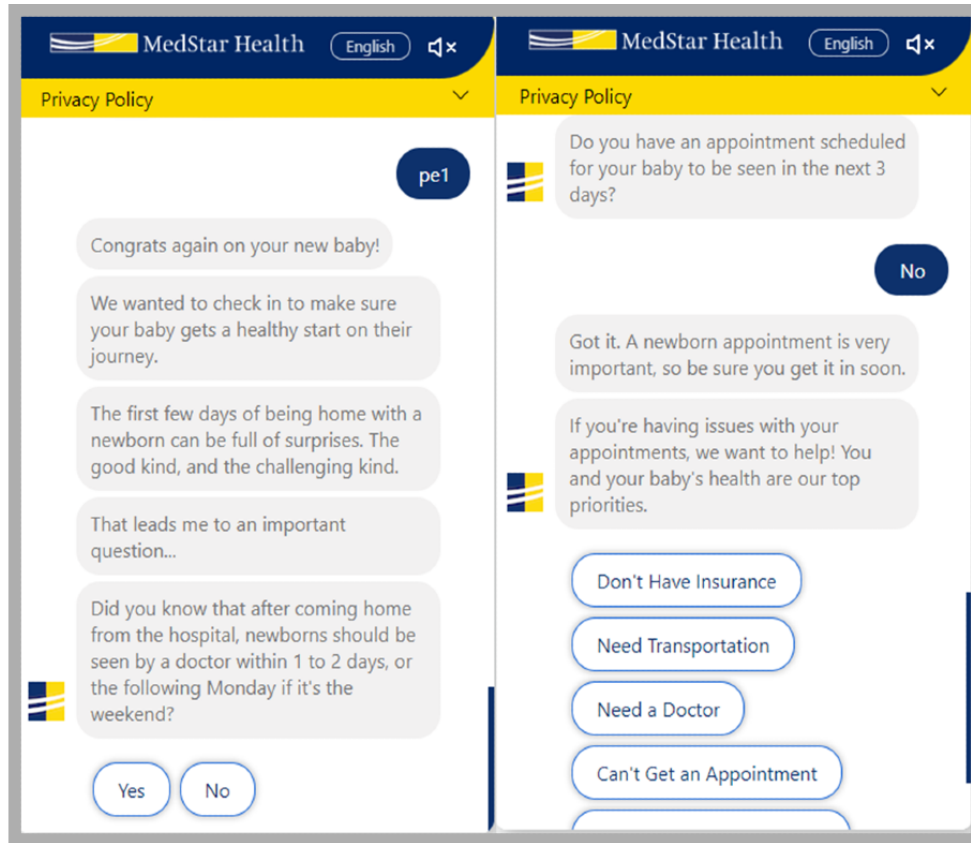 MedStar Health
English
Privacy Policy
pe1
Congrats again on your new baby!
We wanted to check in to make sure
your baby gets a healthy start on their
journey.
The first few days of being home with a
newborn can be full of surprises. The
good kind, and the challenging kind.
That leads me to an important
question...
Did you know that after coming home
from the hospital, newborns should be
seen by a doctor within 1 to 2 days, or
the following Monday if it's the
weekend?
Yes
No
MedStar Health
English
Privacy Policy
Do you have an appointment scheduled
for your baby to be seen in the next 3
days?
No
Got it. A newborn appointment is very
important, so be sure you get it in soon.
If you're having issues with your
appointments, we want to help! You
and your baby's health are our top
priorities.
Don't Have Insurance
Need Transportation
Need a Doctor
Can't Get an Appointment